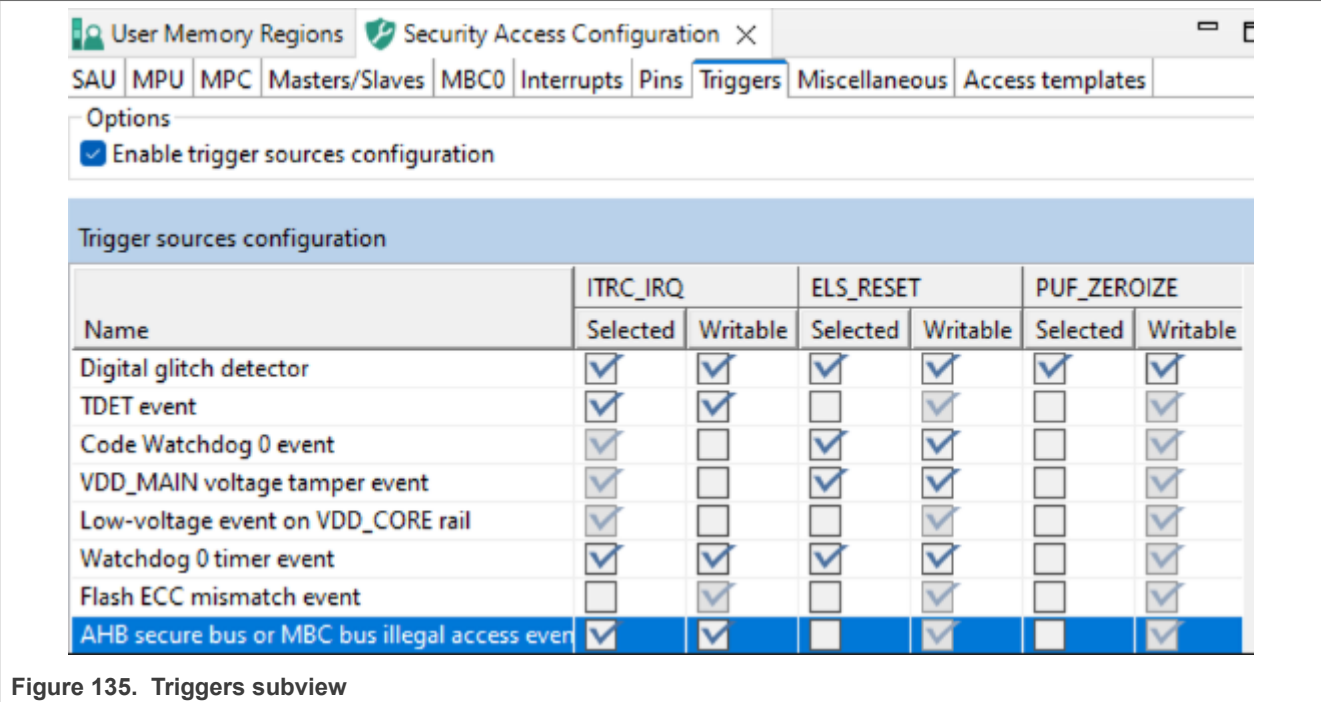 User Memory Regions Security Access Configuration
SAU MPU MPC Masters/Slaves MBC0 Interrupts Pins Triggers Miscellaneous Access templates
Options
Enable trigger sources configuration
Trigger sources configuration
ITRC_IRQ ELS_RESET PUF_ZEROIZE
Name Selected Writable Selected Writable Selected Writable
Digital glitch detector
TDET event
Code Watchdog 0 event
VDD_MAIN voltage tamper event
Low-voltage event on VDD_CORE rail
Watchdog 0 timer event
Flash ECC mismatch event
AHB secure bus or MBC bus illegal access even
Figure 135. Triggers subview